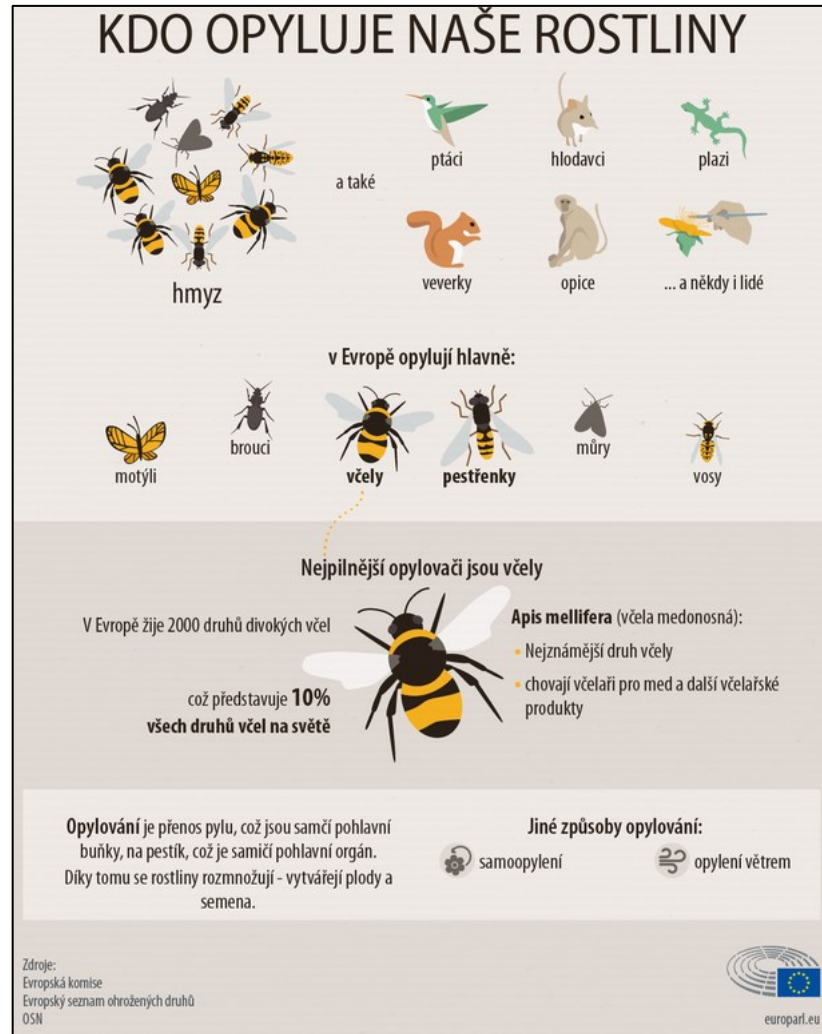 KDO OPYLUJE NAŠE ROSTLINY
hmyz
a také
ptáci
hlodavci
plazi
veverky
opice
... a někdy i lidé
v Evropě opylují hlavně:
motýli
brouci
včely
pestřenky
můry
vosy
Nejpilnější opylovači jsou včely
V Evropě žije 2000 druhů divokých včel
což představuje 10%
všech druhů včel na světě
Apis mellifera (včela medonosná):
• Nejznámější druh včely
• chovají včelaři pro med a další včelařské
produkty
Opylování je přenos pylu, což jsou samčí pohlavní
buňky, na pestík, což je samičí pohlavní orgán.
Díky tomu se rostliny rozmnožují - vytvářejí plody a
semena.
Jiné způsoby opylování:
samoopylení
opylení větrem
Zdroje:
Evropská komise
Evropský seznam ohrožených druhů
OSN
europarl.eu